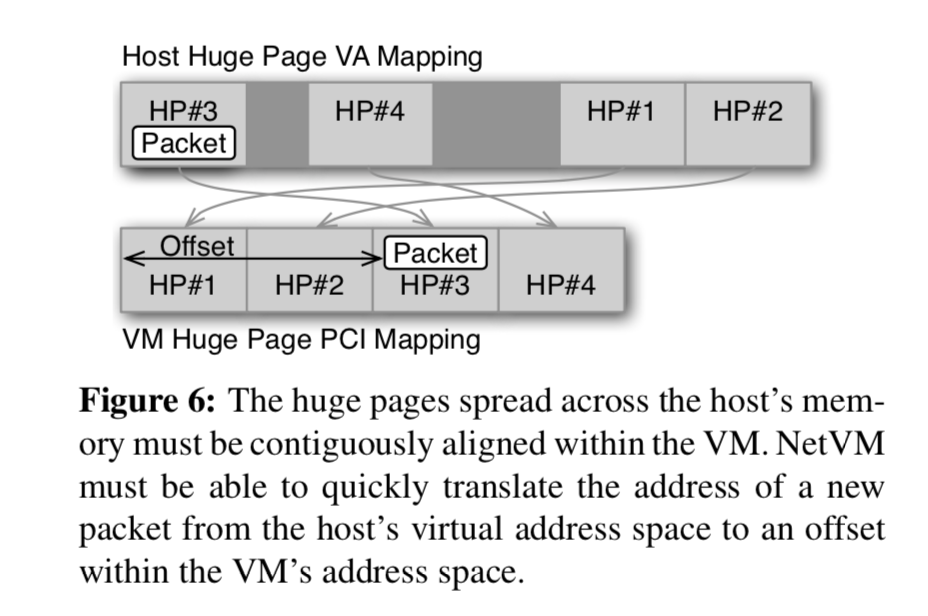 Host Huge Page VA Mapping
HP#3 HP#4 HP#1 HP#2
Packet
Offset Packet
HP#1 HP#2 HP#3 HP#4
VM Huge Page PCI Mapping
Figure 6: The huge pages spread across the host's mem-
ory must be contiguously aligned within the VM. NetVM
must be able to quickly translate the address of a new
packet from the host's virtual address space to an offset
within the VM's address space.